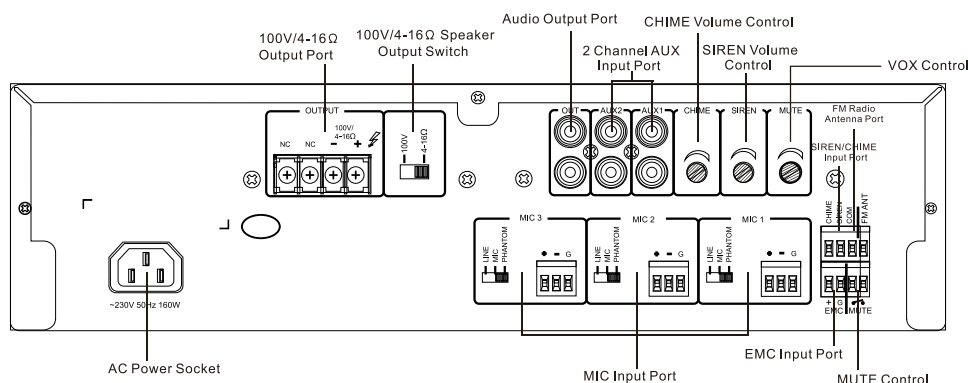 Audio Output Port
CHIME Volume Control
100V/4-16Ω
Output Port
100V/4-16Ω Speaker
Output Switch
2 Channel AUX
Input Port
SIREN Volume
Control
VOX Control
OUTPUT
NC
NC
100V/
4-16Ω
-
+
100V
4-16Ω
OUT
AUX2
AUX1
CHIME
SIREN
MUTE
FM Radio
Antenna Port
SIREN/CHIME
Input Port
CHIME
SIREN
COM
FM ANT
MIC 3
LINE
MIC
PHANTOM
G
MIC 2
LINE
MIC
PHANTOM
G
MIC 1
LINE
MIC
PHANTOM
G
+
G
EMC
MUTE
~230V 50Hz 160W
AC Power Socket
MIC Input Port
EMC Input Port
MUTE Control